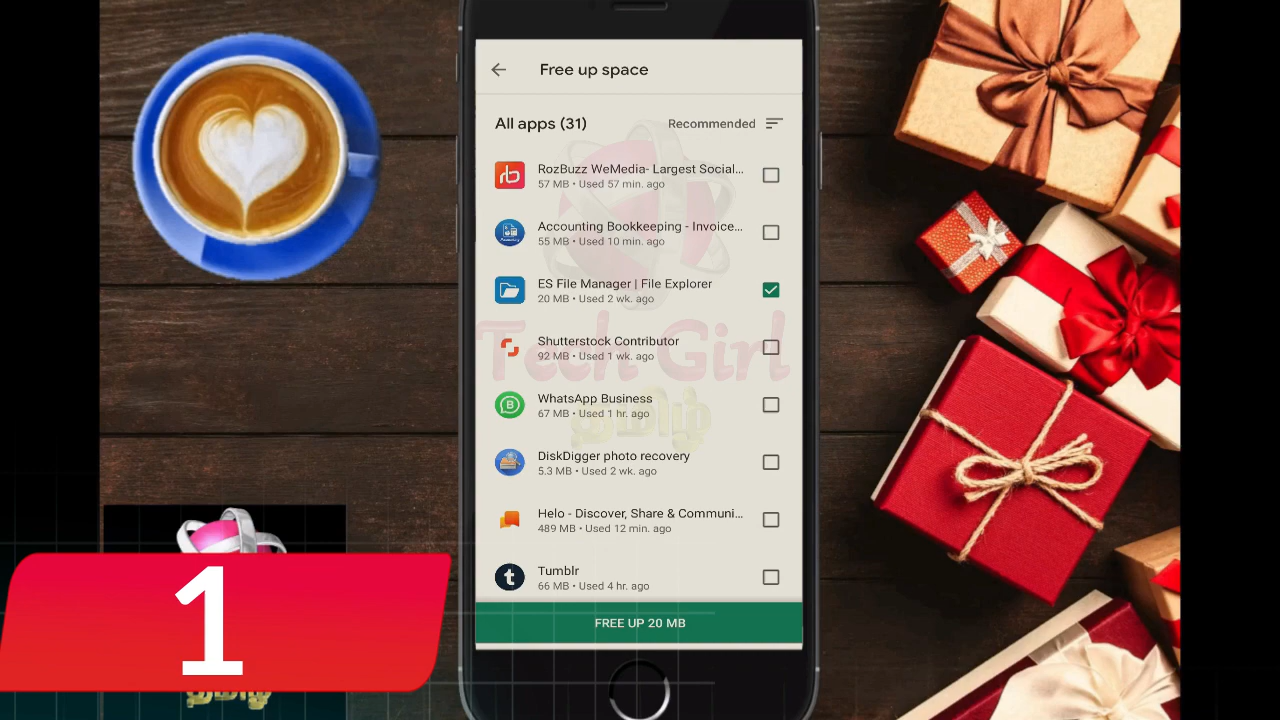 Free up space
All apps (31)
Recommended
RozBuzz WeMedia- Largest Social...
57 MB • Used 57 min. ago
Accounting Bookkeeping - Invoice...
55 MB • Used 10 min. ago
ES File Manager | File Explorer
20 MB • Used 2 wk. ago
Shutterstock Contributor
92 MB • Used 1 wk. ago
Tech Girl
WhatsApp Business
67 MB • Used 1 hr. ago
தமிழ்
DiskDigger photo recovery
5.3 MB • Used 2 wk. ago
Helo - Discover, Share & Communi...
489 MB • Used 12 min. ago
Tumblr
66 MB • Used 4 hr. ago
FREE UP 20 MB
1